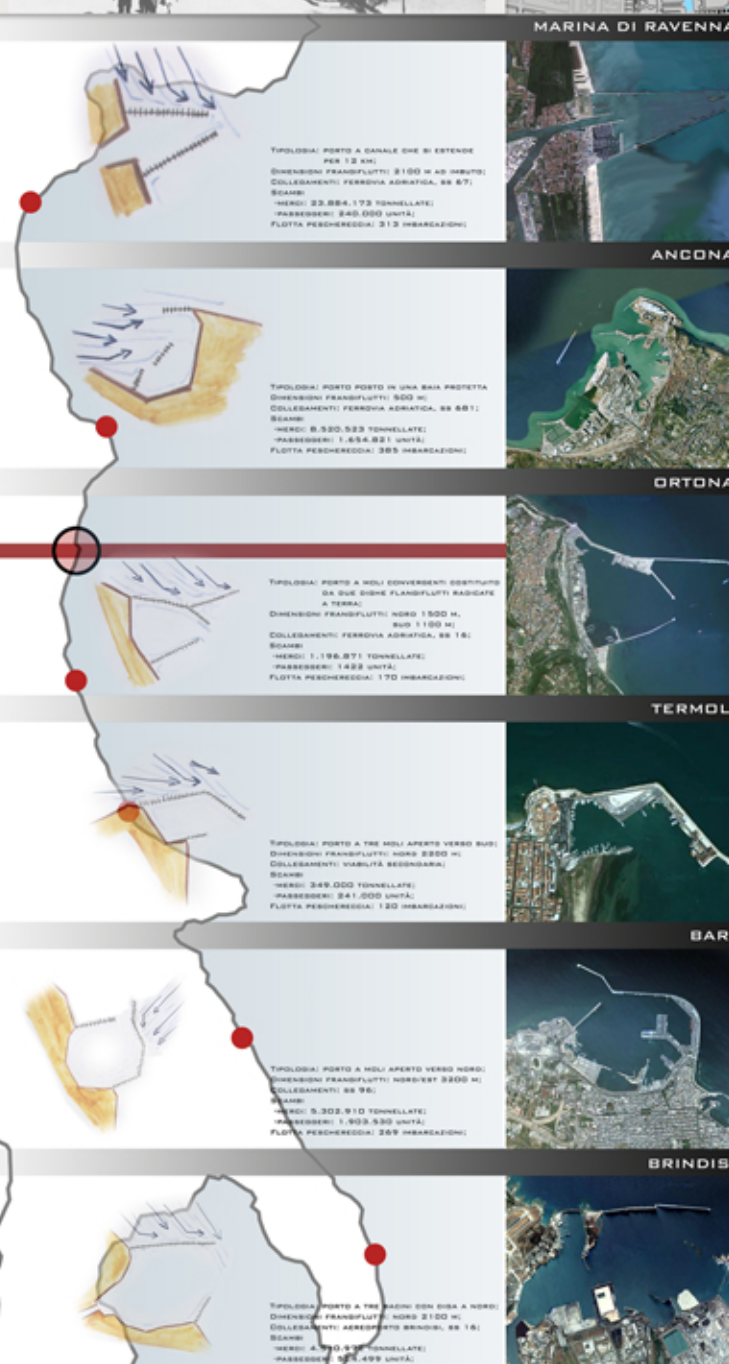 MARINA DI RAVENNA
TIPOLOGIA: PORTO A CANALE CHE SI ESTENDE
PER 12 KM;
DIMENSIONI FRANGIFLUTTI: 2100 M AD IMBUTO;
COLLEGAMENTI: FERROVIA ADRIATICA, SS 67;
SCAMBI
-MERCI: 23.884.173 TONNELLATE;
-PASSEGGERI: 240.000 UNITÀ;
FLOTTA PESCHERECCIA: 313 IMBARCAZIONI;
ANCONA
TIPOLOGIA: PORTO POSTO IN UNA BAIA PROTETTA
DIMENSIONI FRANGIFLUTTI: 500 M;
COLLEGAMENTI: FERROVIA ADRIATICA, SS 681;
SCAMBI
-MERCI: 8.520.523 TONNELLATE;
-PASSEGGERI: 1.654.821 UNITÀ;
FLOTTA PESCHERECCIA: 385 IMBARCAZIONI;
ORTONA
TIPOLOGIA: PORTO A MOLI CONVERGENTI COSTITUITO
DA DUE DIGHE FLANGIFLUTTI RADICATE
A TERRA;
DIMENSIONI FRANGIFLUTTI: NORD 1500 M,
SUD 1100 M;
COLLEGAMENTI: FERROVIA ADRIATICA, SS 16;
SCAMBI
-MERCI: 1.196.871 TONNELLATE;
-PASSEGGERI: 1422 UNITÀ;
FLOTTA PESCHERECCIA: 170 IMBARCAZIONI;
TERMOL
TIPOLOGIA: PORTO A TRE MOLI APERTO VERSO SUD;
DIMENSIONI FRANGIFLUTTI: NORD 2200 M;
COLLEGAMENTI: VIABILITÀ SECONDARIA;
SCAMBI
-MERCI: 349.000 TONNELLATE;
-PASSEGGERI: 241.000 UNITÀ;
FLOTTA PESCHERECCIA: 120 IMBARCAZIONI;
BAR
TIPOLOGIA: PORTO A MOLI APERTO VERSO NORD;
DIMENSIONI FRANGIFLUTTI: NORD/EST 3200 M;
COLLEGAMENTI: SS 96;
SCAMBI
-MERCI: 5.302.910 TONNELLATE;
-PASSEGGERI: 1.903.530 UNITÀ;
FLOTTA PESCHERECCIA: 269 IMBARCAZIONI;
BRINDIS
TIPOLOGIA: PORTO A TRE BACINI CON DIGA A NORD;
DIMENSIONI FRANGIFLUTTI: NORD 2100 M;
COLLEGAMENTI: AEREOPORTO BRINDISI, SS 16;
SCAMBI
-MERCI: TONNELLATE;
-PASSEGGERI: UNITÀ;